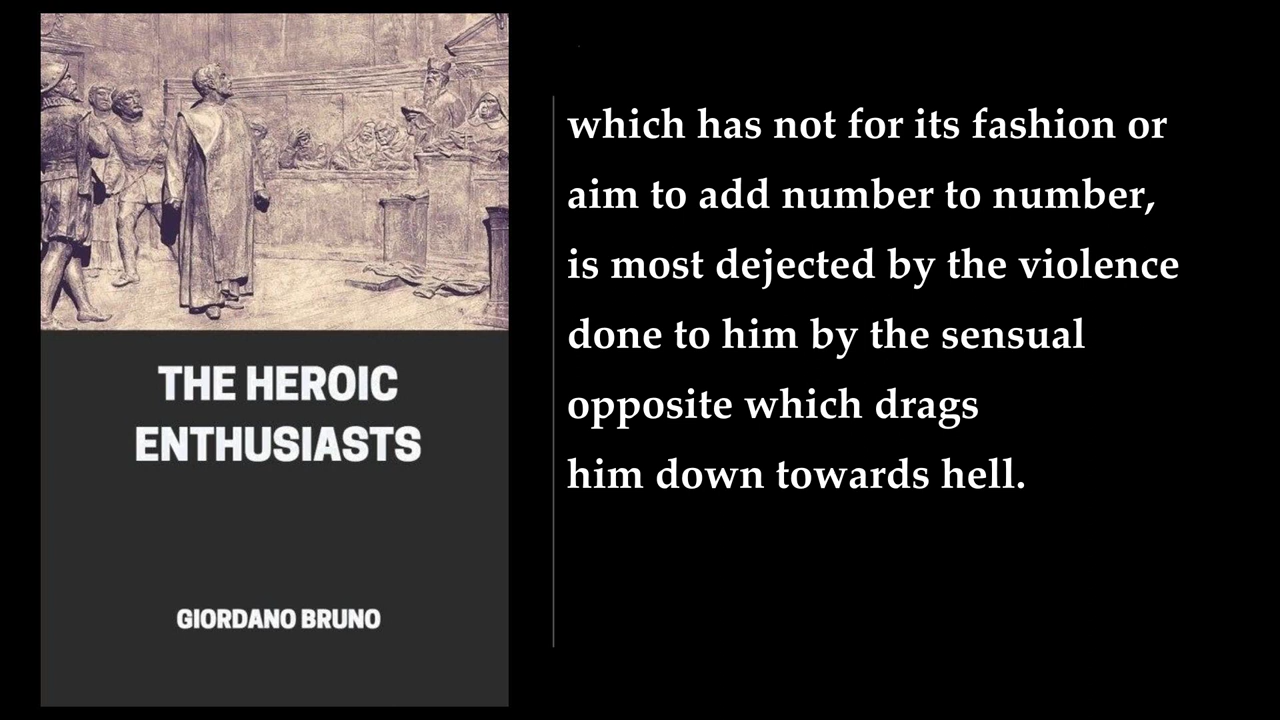 THE HEROIC
ENTHUSIASTS
GIORDANO BRUNO
which has not for its fashion or
aim to add number to number,
is most dejected by the violence
done to him by the sensual
opposite which drags
him down towards hell.